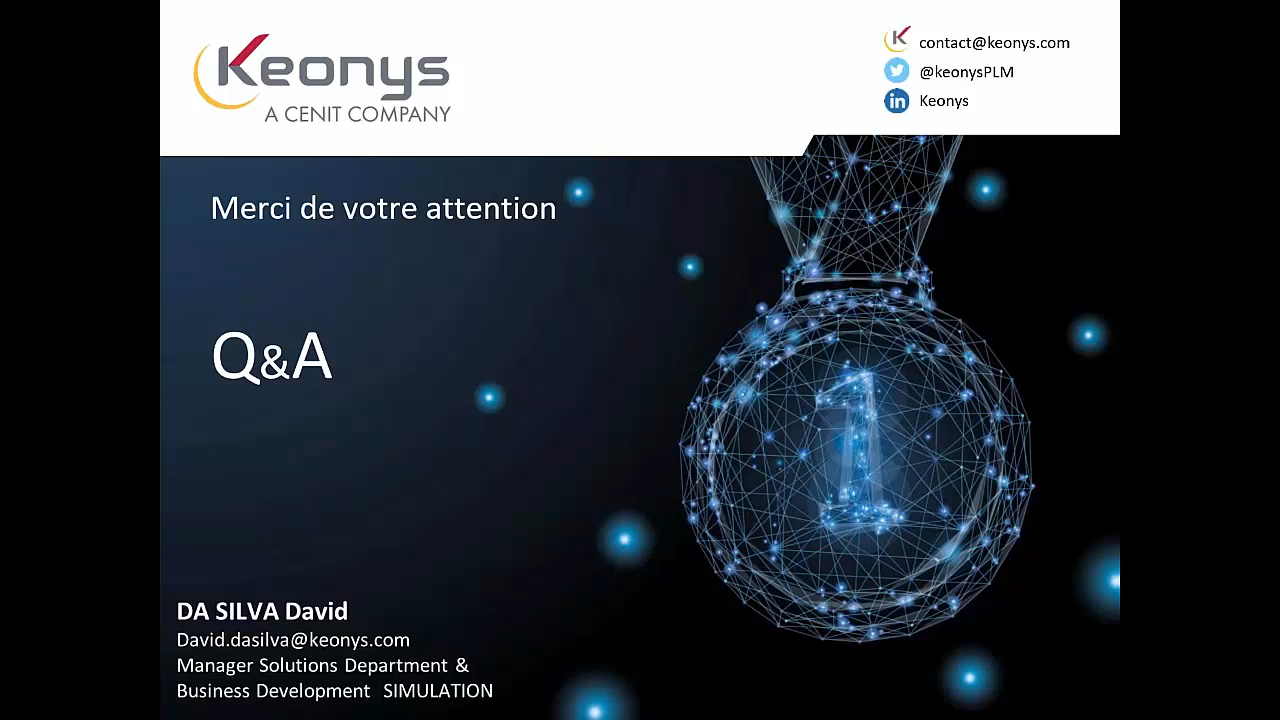 Keonys
A CENIT COMPANY
contact@keonys.com
@keonysPLM
Keonys
Merci de votre attention
Q&A
1
DA SILVA David
David.dasilva@keonys.com
Manager Solutions Department &
Business Development SIMULATION